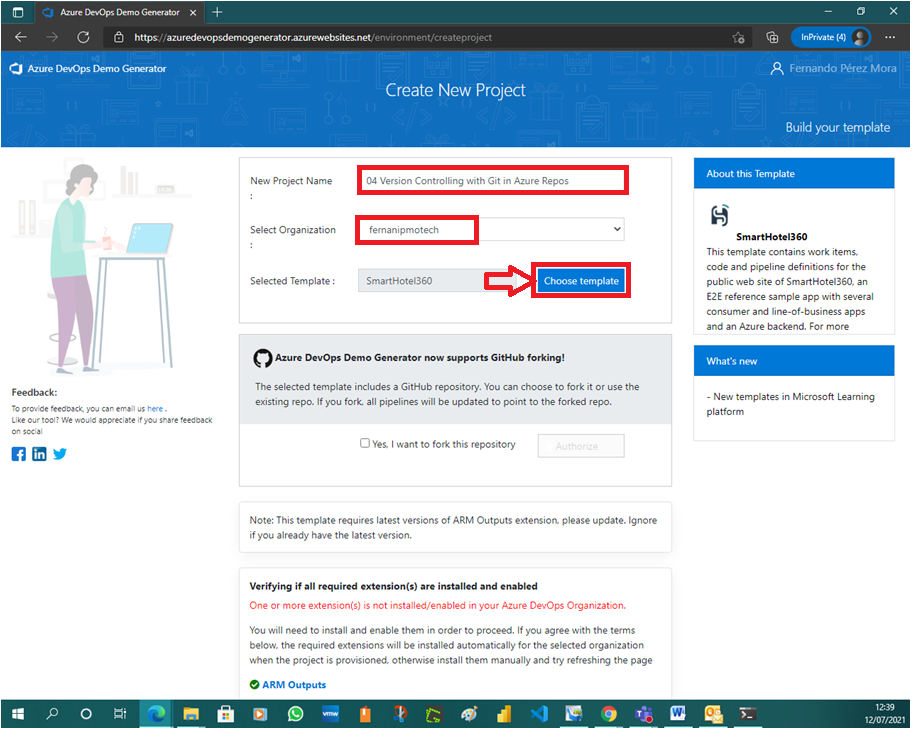 Azure DevOps Demo Generator
https://azuredevopsdemogenerator.azurewebsites.net/environment/createproject
InPrivate (4)
Azure DevOps Demo Generator
Fernando Pérez Mora
Create New Project
Build your template
New Project Name
:
04 Version Controlling with Git in Azure Repos
Select Organization
:
fernanipmotech
Selected Template :
SmartHotel360
Choose template
About this Template
SmartHotel360
This template contains work items,
code and pipeline definitions for the
public web site of SmartHotel360, an
E2E reference sample app with several
consumer and line-of-business apps
and an Azure backend. For more
What's new
- New templates in Microsoft Learning
platform
Azure DevOps Demo Generator now supports GitHub forking!
The selected template includes a GitHub repository. You can choose to fork it or use the
existing repo. If you fork, all pipelines will be updated to point to the forked repo.
Yes, I want to fork this repository
Authorize
Feedback:
To provide feedback, you can email us here .
Like our tool? We would appreciate if you share feedback
on social
Note: This template requires latest versions of ARM Outputs extension, please update. Ignore
if you already have the latest version.
Verifying if all required extension(s) are installed and enabled
One or more extension(s) is not installed/enabled in your Azure DevOps Organization.
You will need to install and enable them in order to proceed. If you agree with the terms
below, the required extensions will be installed automatically for the selected organization
when the project is provisioned, otherwise install them manually and try refreshing the page
ARM Outputs
12:39
12/07/2021